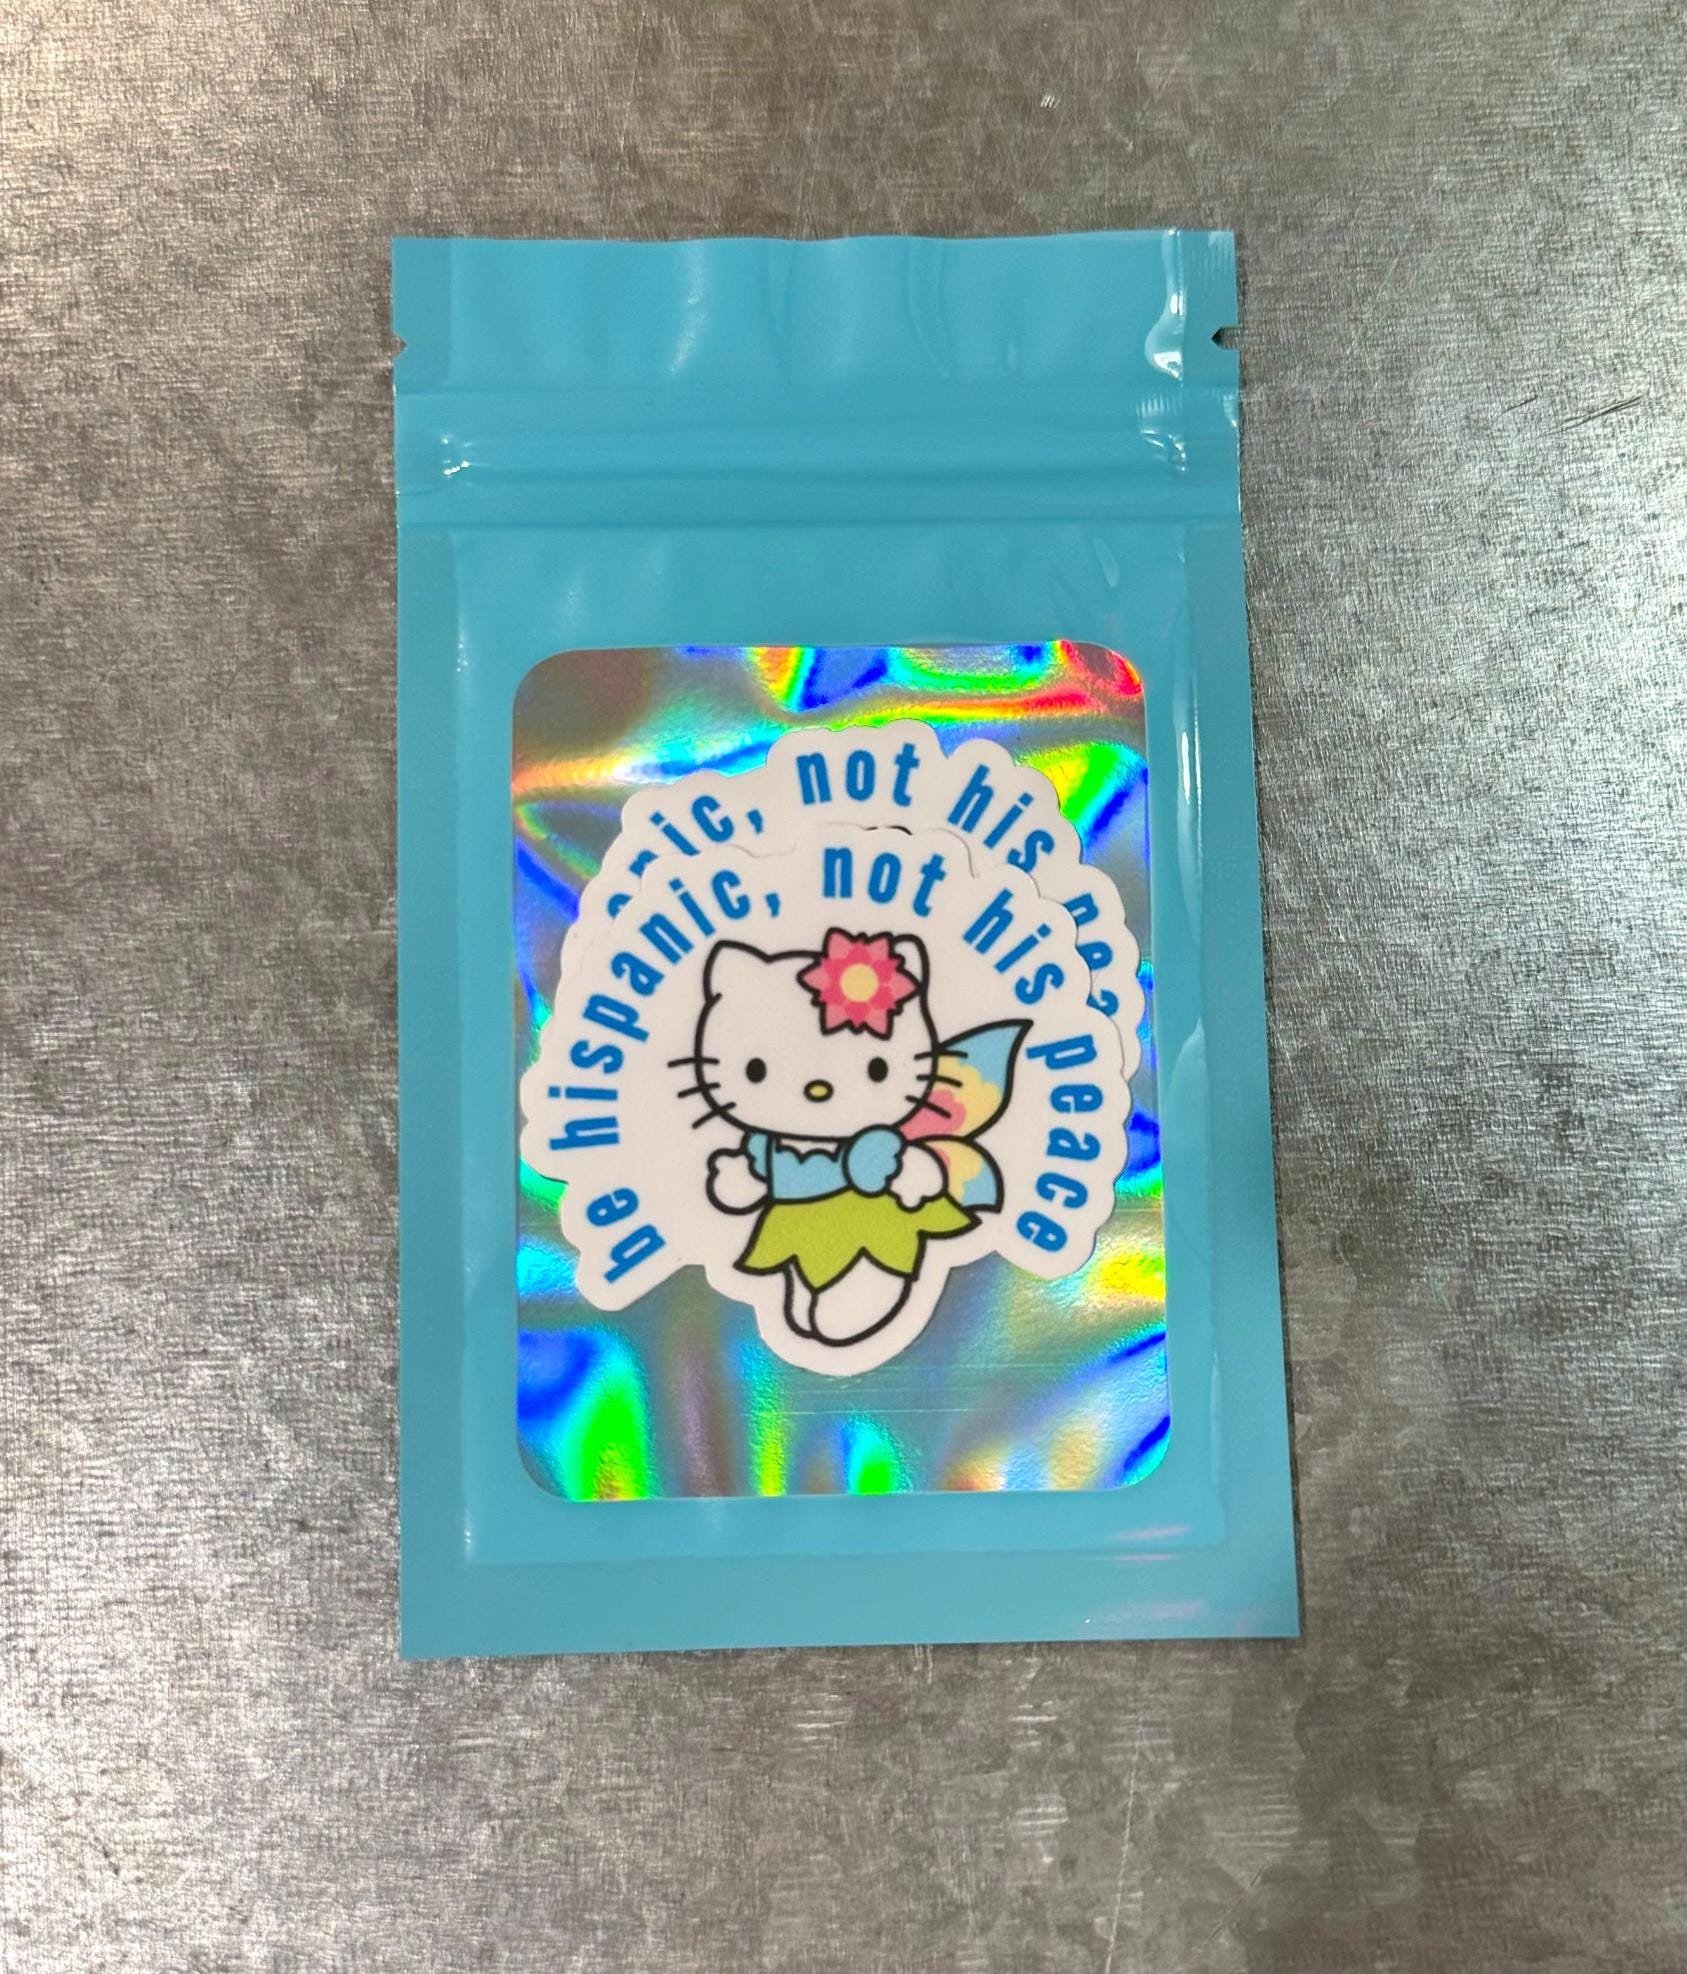 not his
be hispanic, not his peace